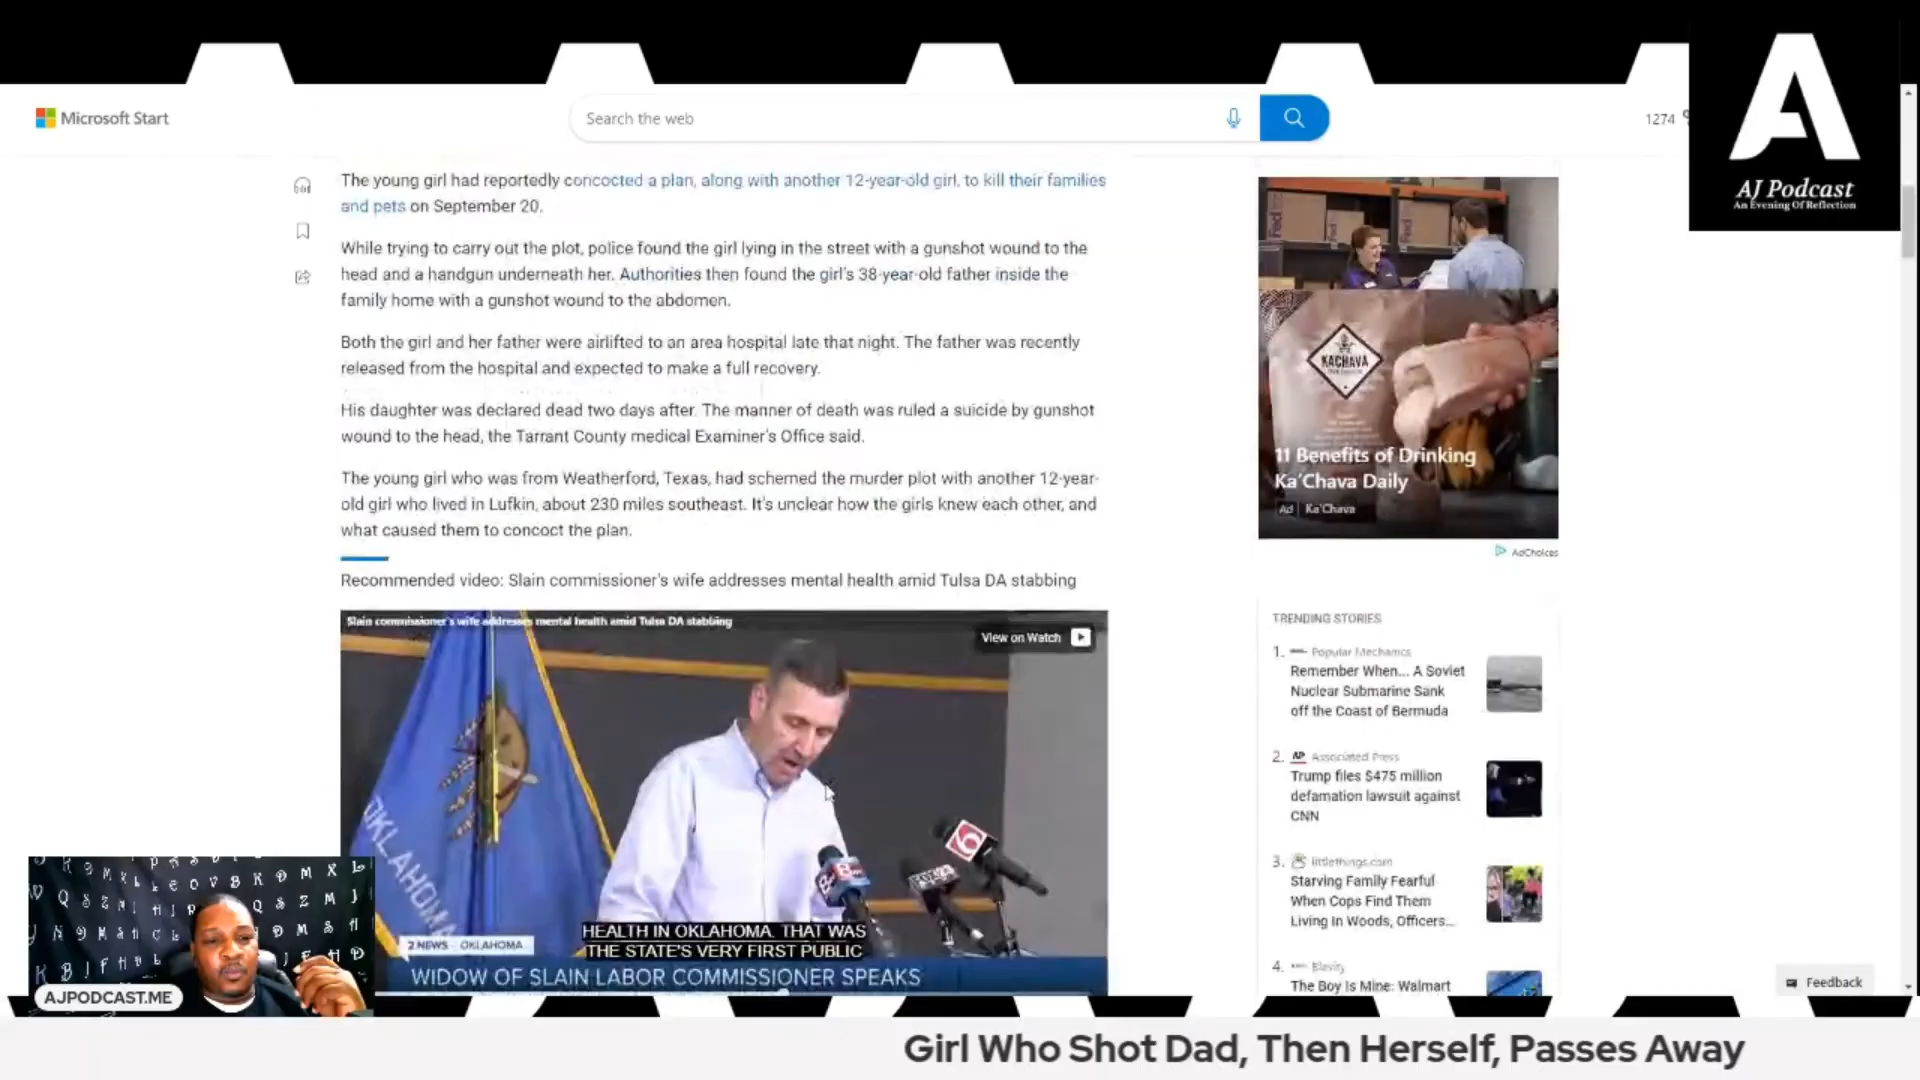 Microsoft Start
Search the web
1274
A
AJ Podcast
An Evening Of Reflection
The young girl had reportedly concocted a plan, along with another 12-year-old girl, to kill their families
and pets on September 20.
While trying to carry out the plot, police found the girl lying in the street with a gunshot wound to the
head and a handgun underneath her. Authorities then found the girl's 38-year-old father inside the
family home with a gunshot wound to the abdomen.
Both the girl and her father were airlifted to an area hospital late that night. The father was recently
released from the hospital and expected to make a full recovery.
His daughter was declared dead two days after. The manner of death was ruled a suicide by gunshot
wound to the head, the Tarrant County medical Examiner's Office said.
The young girl who was from Weatherford, Texas, had schemed the murder plot with another 12-year-
old girl who lived in Lufkin, about 230 miles southeast. It's unclear how the girls knew each other, and
what caused them to concoct the plan.
Recommended video: Slain commissioner's wife addresses mental health amid Tulsa DA stabbing
Slain commissioner's wife addresses mental health amid Tulsa DA stabbing
View on Watch
OKLAHOMA
6
HEALTH IN OKLAHOMA. THAT WAS
THE STATE'S VERY FIRST PUBLIC
2 NEWS OKLAHOMA
WIDOW OF SLAIN LABOR COMMISSIONER SPEAKS
FedEx
KACHAVA
11 Benefits of Drinking
Ka'Chava Daily
Ad Ka'Chava
AdChoices
TRENDING STORIES
1. Popular Mechanics
Remember When... A Soviet
Nuclear Submarine Sank
off the Coast of Bermuda
2. AP Associated Press
Trump files $475 million
defamation lawsuit against
CNN
3. littlethings.com
Starving Family Fearful
When Cops Find Them
Living In Woods, Officers...
4. Blavity
The Boy Is Mine: Walmart
Feedback
AJPODCAST.ME
Girl Who Shot Dad, Then Herself, Passes Away